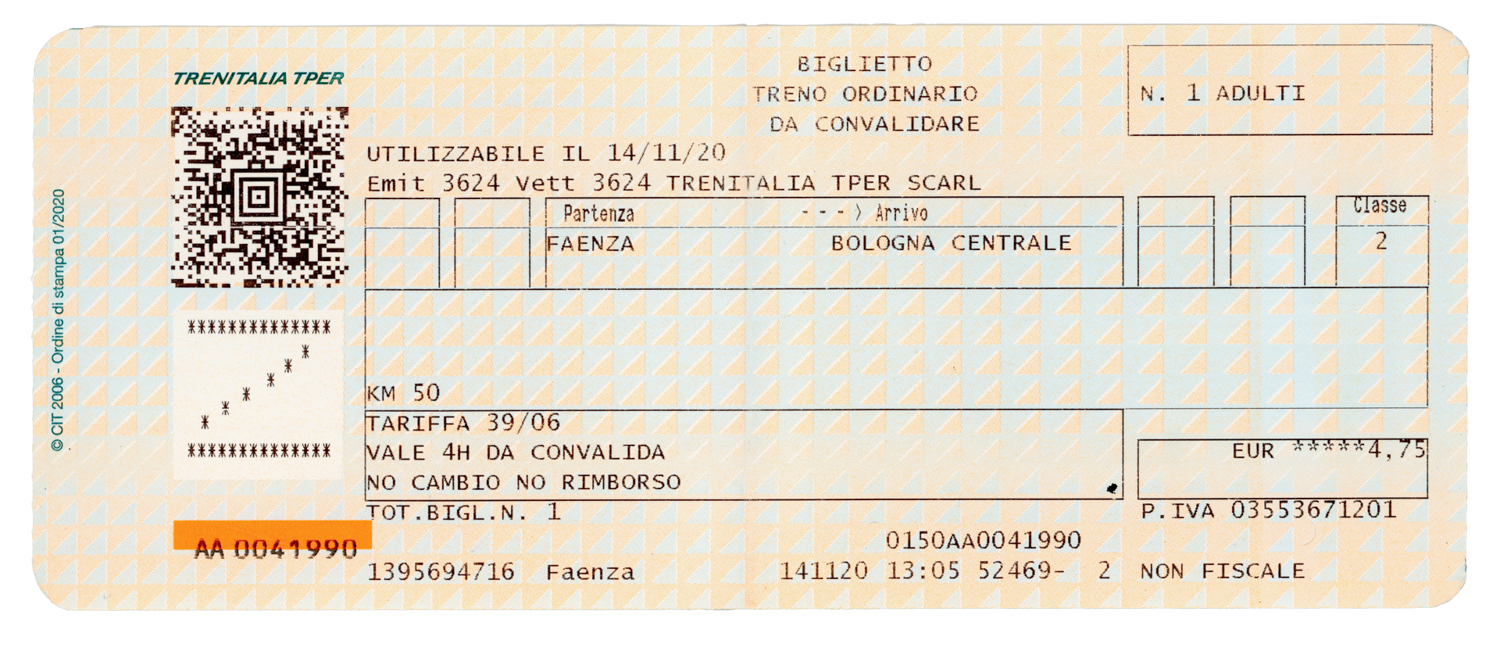 TRENITALIA TPER
BIGLIETTO
TRENO ORDINARIO
DA CONVALIDARE
N. 1 ADULTI
UTILIZZABILE IL 14/11/20
Emit 3624 Vett 3624 TRENITALIA TPER SCARL
Partenza - - - 〉 Arrivo Classe
FAENZA BOLOGNA CENTRALE 2
© CIT 2006 - Ordine di stampa 01/2020
**************
*
*
*
*
*
*
**************
KM 50
TARIFFA 39/06
VALE 4H DA CONVALIDA
EUR *****4,75
NO CAMBIO NO RIMBORSO
TOT.BIGL.N. 1
P.IVA 03553671201
AA 0041990
0150AA0041990
1395694716 Faenza 141120 13:05 52469- 2 NON FISCALE